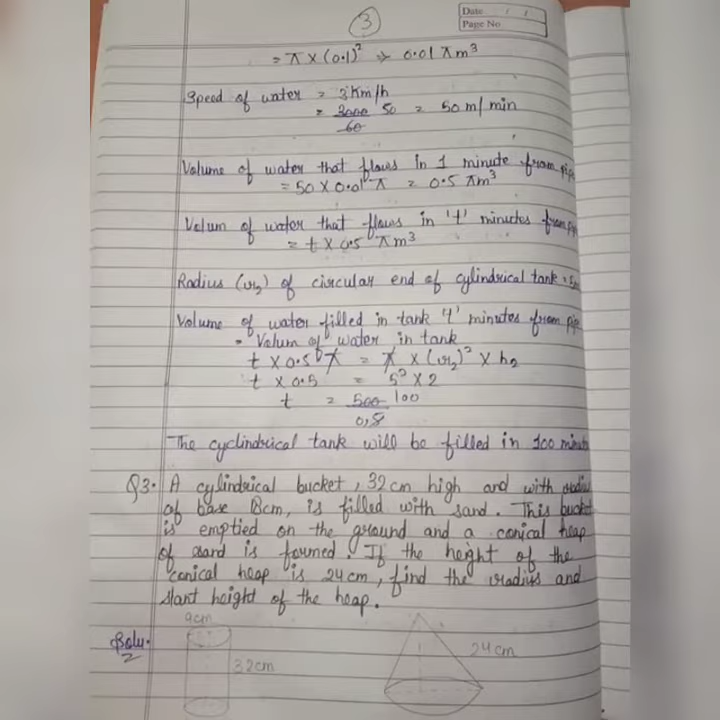 3
Date / /
Page No
= π × (0.1)² → 0.01 π m³
Speed of water = 3 Km/h
= 3000 50 = 50 m/min
60
Volume of water that flows in 1 minute from pipe
= 50 × 0.01 π = 0.5 π m³
Velum of water that flows in 't' minutes from pipe
= t × 0.5 π m³
Radius (r₂) of circular end of cylindrical tank =
Volume of water filled in tank 't' minutes from pipe
= Volum of water in tank
t × 0.5 π = π × (r₂)² × h₂
t × 0.5 = 5² × 2
t = 500 100
0.5
The cyclindrical tank will be filled in 100 minute
Q3. A cylindrical bucket, 32 cm high and with radius
of base 18cm, is filled with sand. This bucket
is emptied on the ground and a conical heap
of sand is formed. If the height of the
conical heap is 24 cm, find the radius and
slant height of the heap.
32cm
24 cm
Solu.